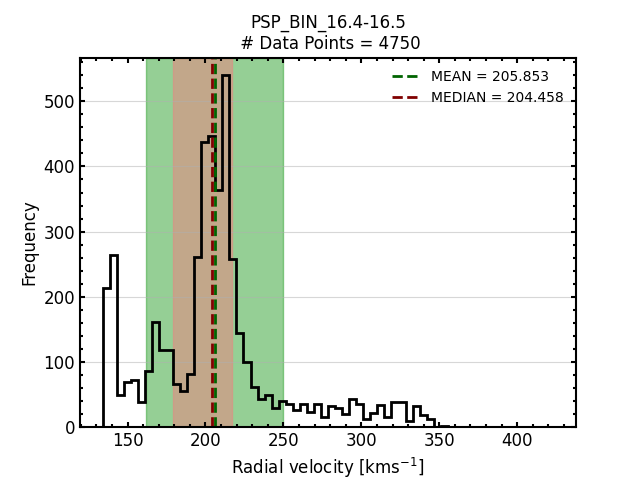 PSP_BIN_16.4-16.5
# Data Points = 4750
MEAN = 205.853
MEDIAN = 204.458
Frequency
500
400
300
200
100
0
150 200 250 300 350 400
Radial velocity [kms⁻¹]